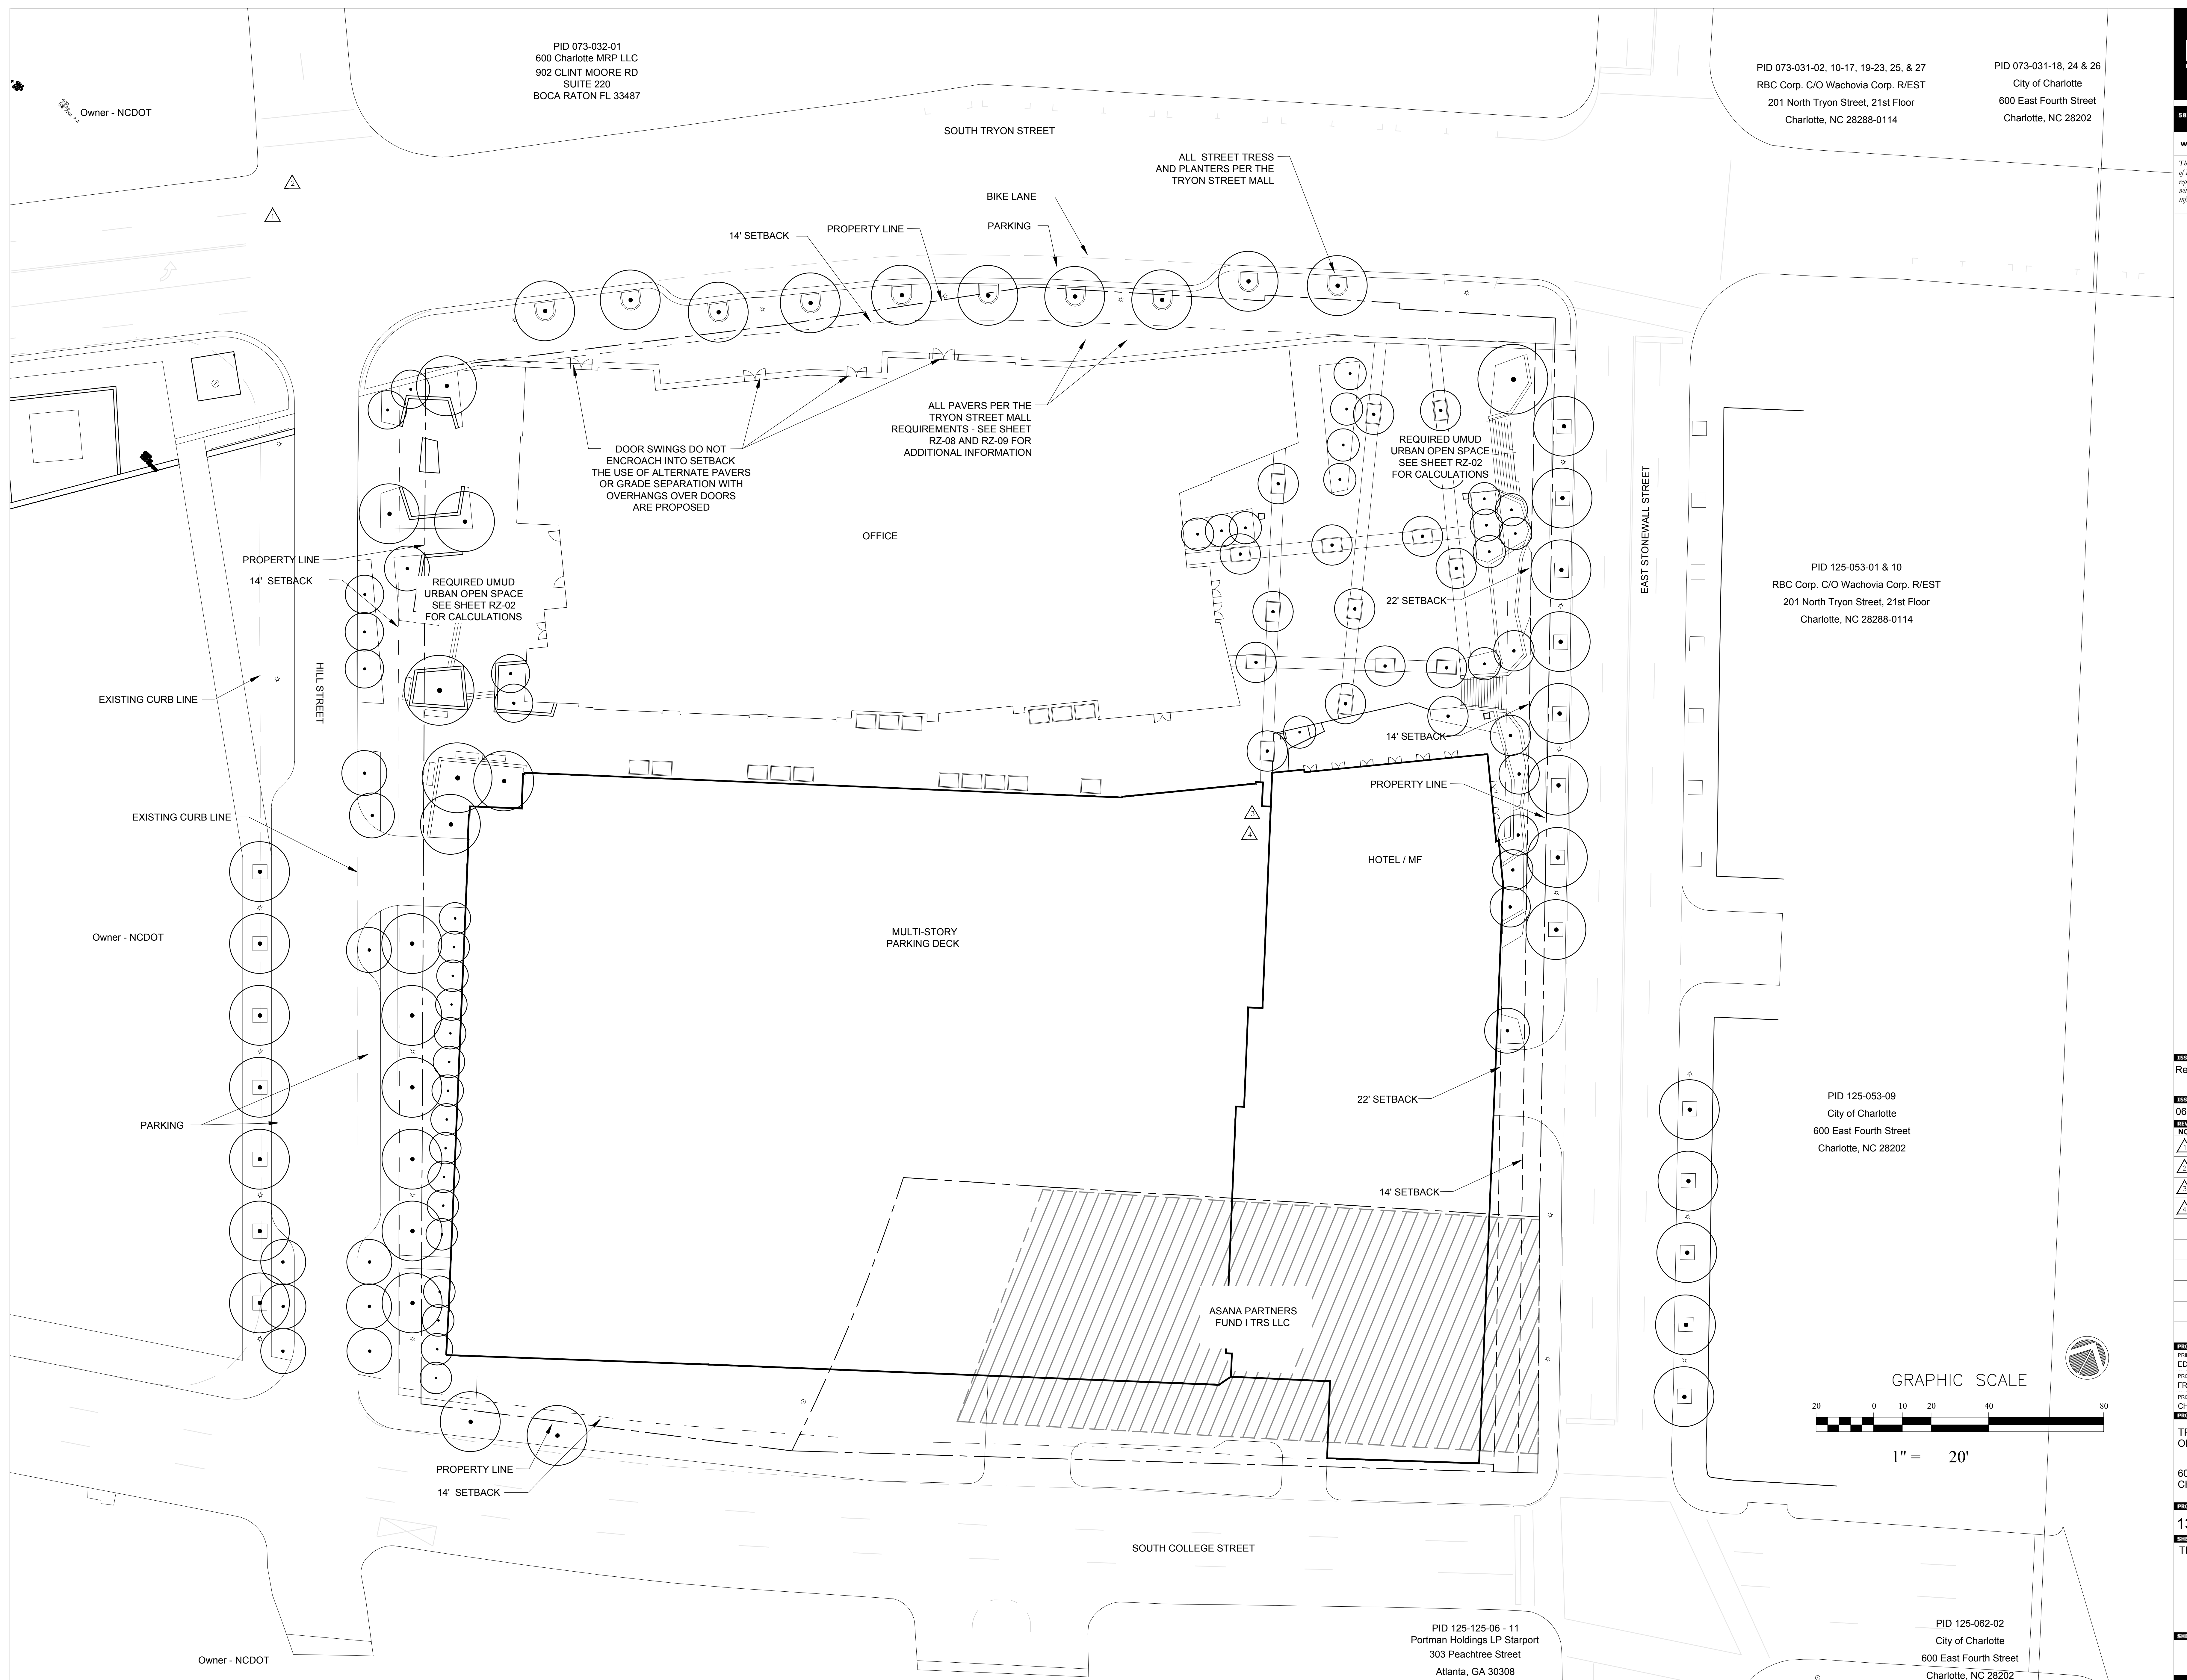 PID 073-032-01
600 Charlotte MRP LLC
902 CLINT MOORE RD
SUITE 220
BOCA RATON FL 33487
PID 073-031-02, 10-17, 19-23, 25, & 27
RBC Corp. C/O Wachovia Corp. R/EST
201 North Tryon Street, 21st Floor
Charlotte, NC 28288-0114
PID 073-031-18, 24 & 26
City of Charlotte
600 East Fourth Street
Charlotte, NC 28202
Owner - NCDOT
SOUTH TRYON STREET
ALL STREET TRESS
AND PLANTERS PER THE
TRYON STREET MALL
2
1
BIKE LANE
PARKING
PROPERTY LINE
14' SETBACK
ALL PAVERS PER THE
TRYON STREET MALL
REQUIREMENTS - SEE SHEET
RZ-08 AND RZ-09 FOR
ADDITIONAL INFORMATION
DOOR SWINGS DO NOT
ENCROACH INTO SETBACK
THE USE OF ALTERNATE PAVERS
OR GRADE SEPARATION WITH
OVERHANGS OVER DOORS
ARE PROPOSED
REQUIRED UMUD
URBAN OPEN SPACE
SEE SHEET RZ-02
FOR CALCULATIONS
OFFICE
EAST STONEWALL STREET
PROPERTY LINE
14' SETBACK
REQUIRED UMUD
URBAN OPEN SPACE
SEE SHEET RZ-02
FOR CALCULATIONS
22' SETBACK
PID 125-053-01 & 10
RBC Corp. C/O Wachovia Corp. R/EST
201 North Tryon Street, 21st Floor
Charlotte, NC 28288-0114
HILL STREET
EXISTING CURB LINE
14' SETBACK
PROPERTY LINE
EXISTING CURB LINE
3
4
HOTEL / MF
Owner - NCDOT
MULTI-STORY
PARKING DECK
22' SETBACK
PARKING
PID 125-053-09
City of Charlotte
600 East Fourth Street
Charlotte, NC 28202
14' SETBACK
ASANA PARTNERS
FUND I TRS LLC
GRAPHIC SCALE
20 0 10 20 40 80
1" = 20'
PROPERTY LINE
14' SETBACK
SOUTH COLLEGE STREET
Owner - NCDOT
PID 125-125-06 - 11
Portman Holdings LP Starport
303 Peachtree Street
Atlanta, GA 30308
PID 125-062-02
City of Charlotte
600 East Fourth Street
Charlotte, NC 28202